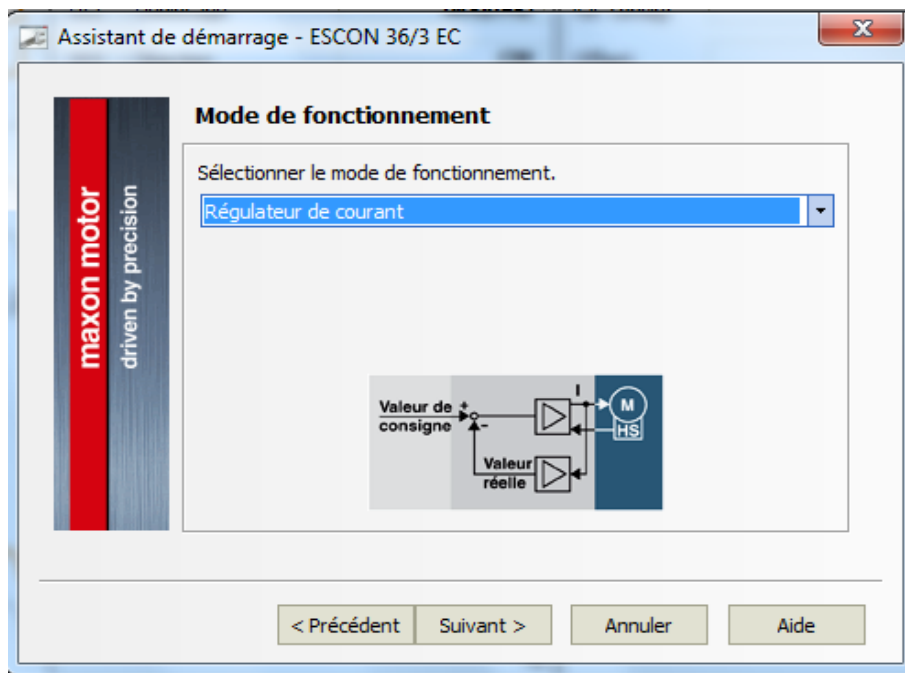 Assistant de démarrage - ESCON 36/3 EC
maxon motor
driven by precision
Mode de fonctionnement
Sélectionner le mode de fonctionnement.
Régulateur de courant
Valeur de consigne
+
-
I
M
HS
Valeur réelle
< Précédent
Suivant >
Annuler
Aide